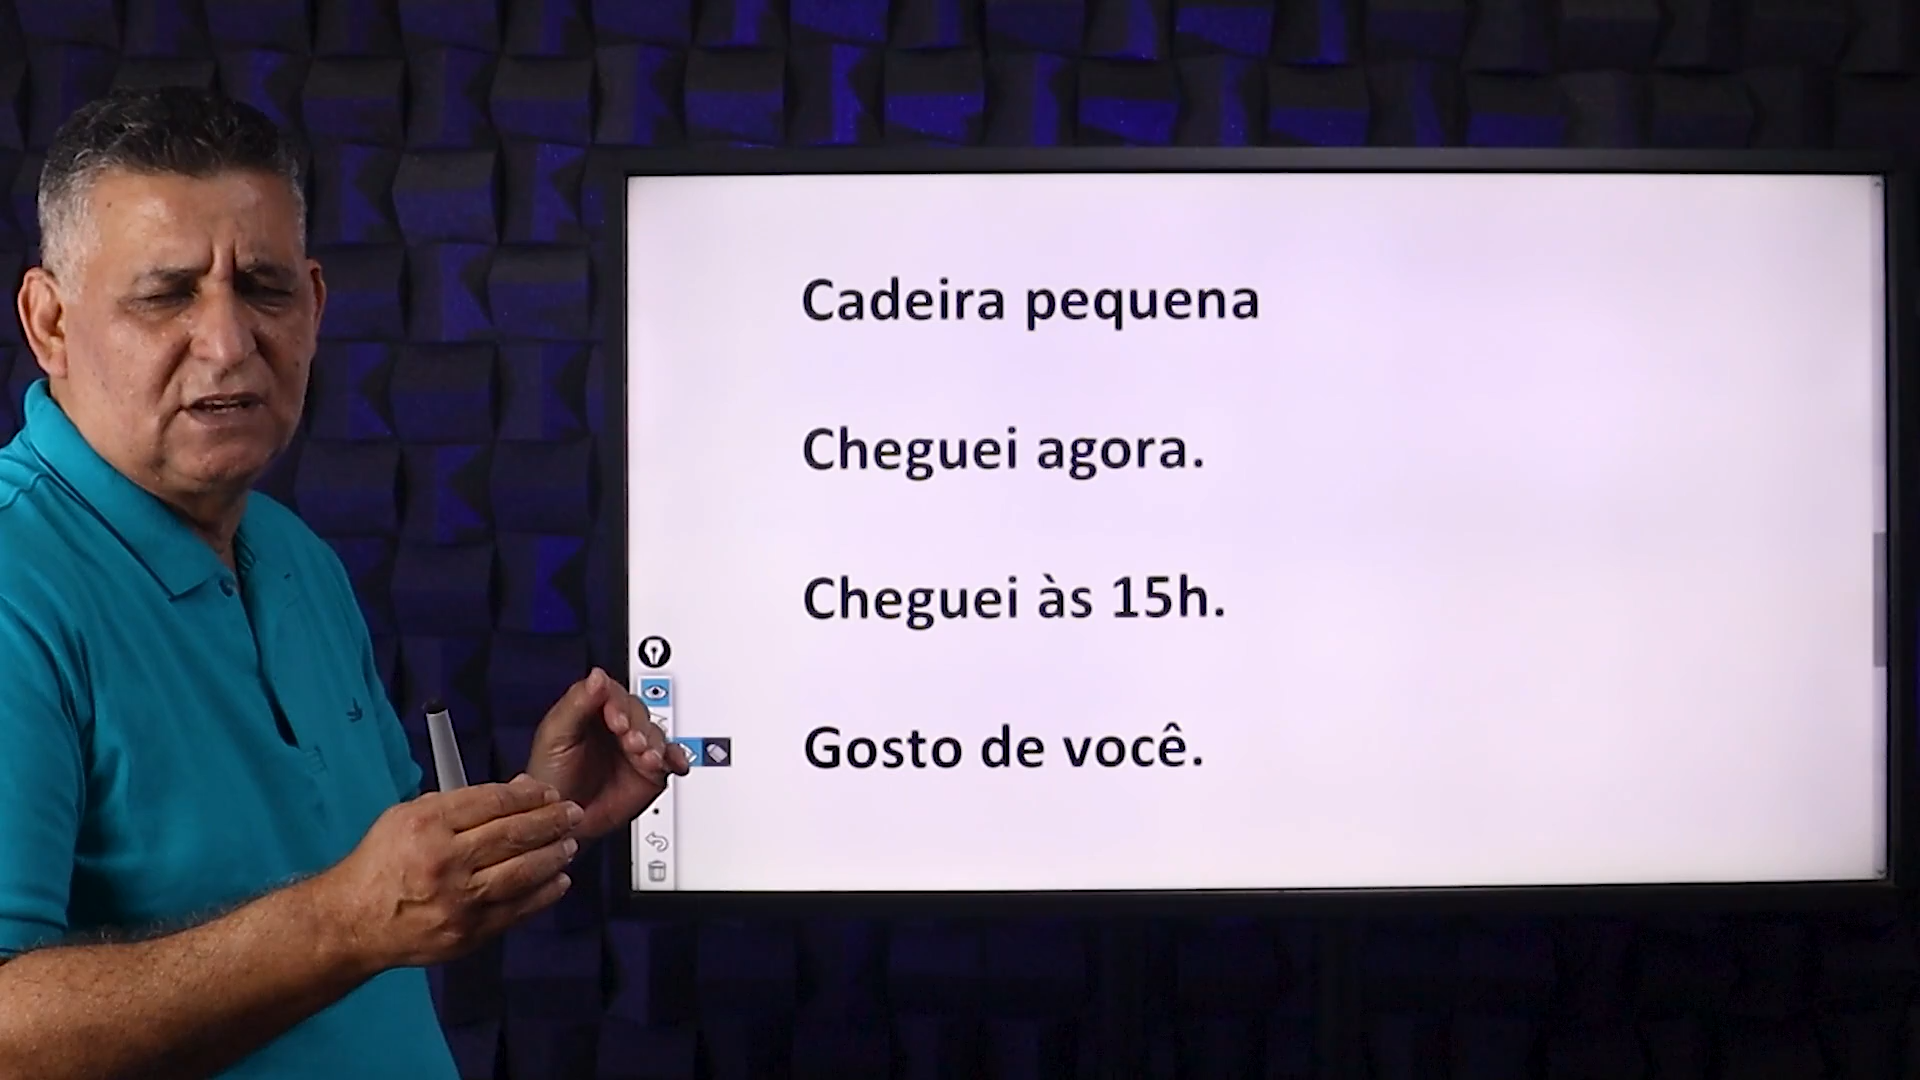 Cadeira pequena
Cheguei agora.
Cheguei às 15h.
Gosto de você.